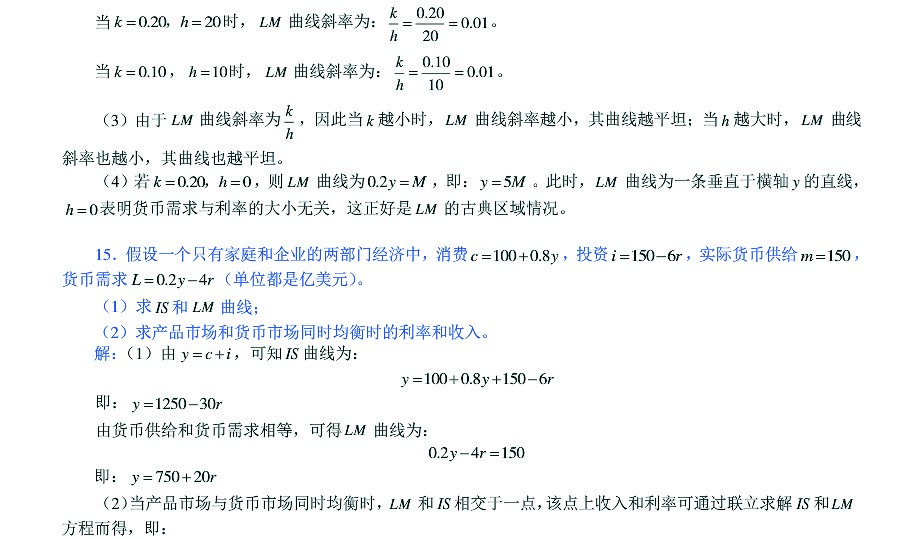 当 k=0.20,h=20时,LM 曲线斜率为:k/h=0.20/20=0.01。
当 k=0.10,h=10时,LM 曲线斜率为:k/h=0.10/10=0.01。
(3)由于 LM 曲线斜率为 k/h,因此当 k 越小时,LM 曲线斜率越小,其曲线越平坦;当 h 越大时,LM 曲线
斜率也越小,其曲线也越平坦。
(4)若 k=0.20,h=0,则 LM 曲线为 0.2y=M,即:y=5M。此时,LM 曲线为一条垂直于横轴 y 的直线,
h=0表明货币需求与利率的大小无关,这正好是 LM 的古典区域情况。
15.假设一个只有家庭和企业的两部门经济中,消费 c=100+0.8y,投资 i=150−6r,实际货币供给 m=150,
货币需求 L=0.2y−4r(单位都是亿美元)。
(1)求 IS 和 LM 曲线;
(2)求产品市场和货币市场同时均衡时的利率和收入。
解:(1)由 y=c+i,可知 IS 曲线为:
y=100+0.8y+150−6r
即:y=1250−30r
由货币供给和货币需求相等,可得 LM 曲线为:
0.2y−4r=150
即:y=750+20r
(2)当产品市场与货币市场同时均衡时,LM 和 IS 相交于一点,该点上收入和利率可通过联立求解 IS 和 LM
方程而得,即: